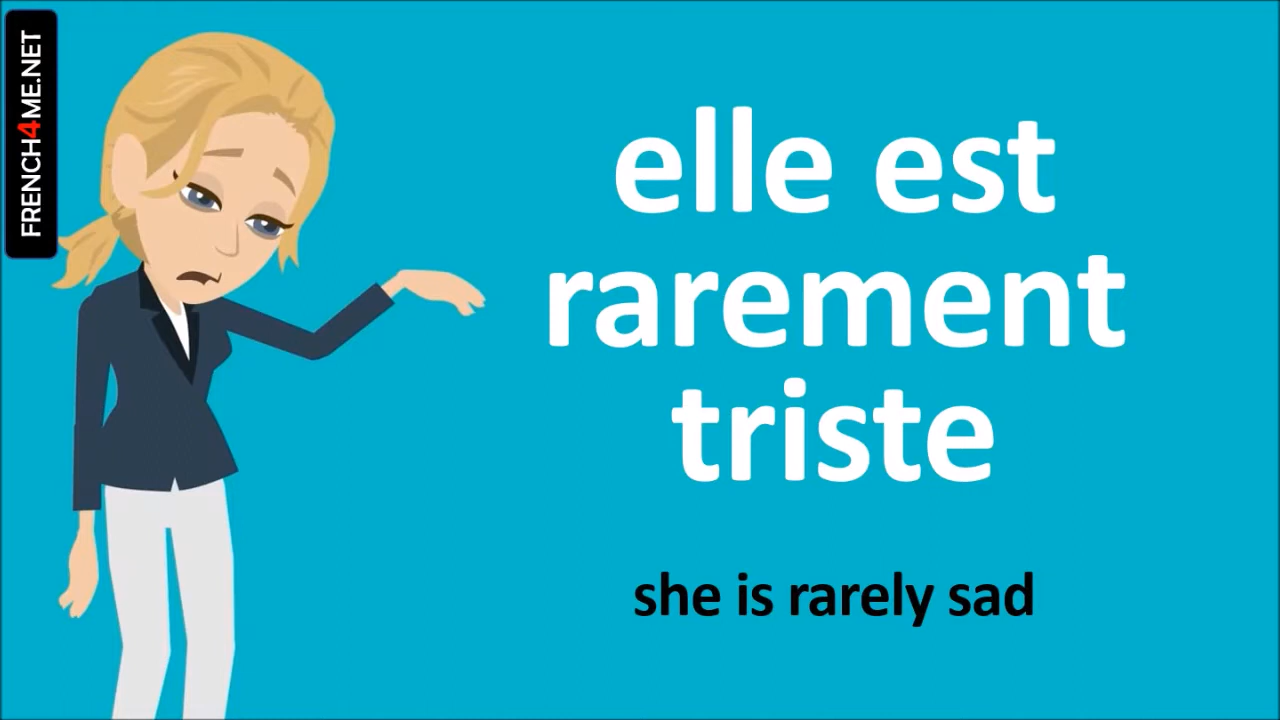 FRENCH4ME.NET
elle est
rarement
triste
she is rarely sad